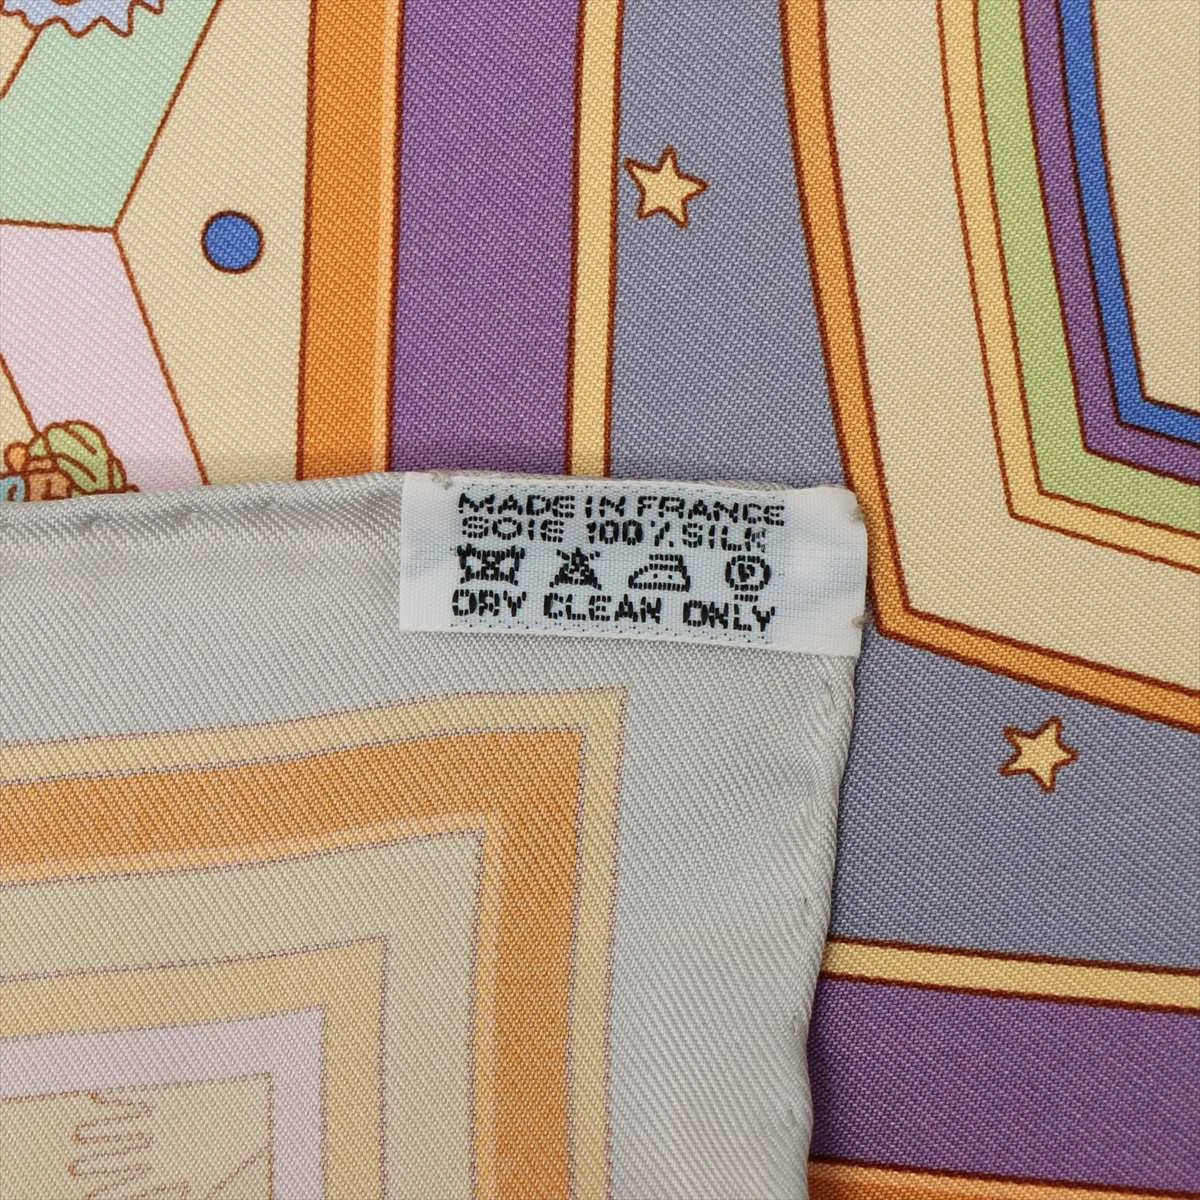 MADE IN FRANCE
SOIE 100% SILK
P
DRY CLEAN ONLY